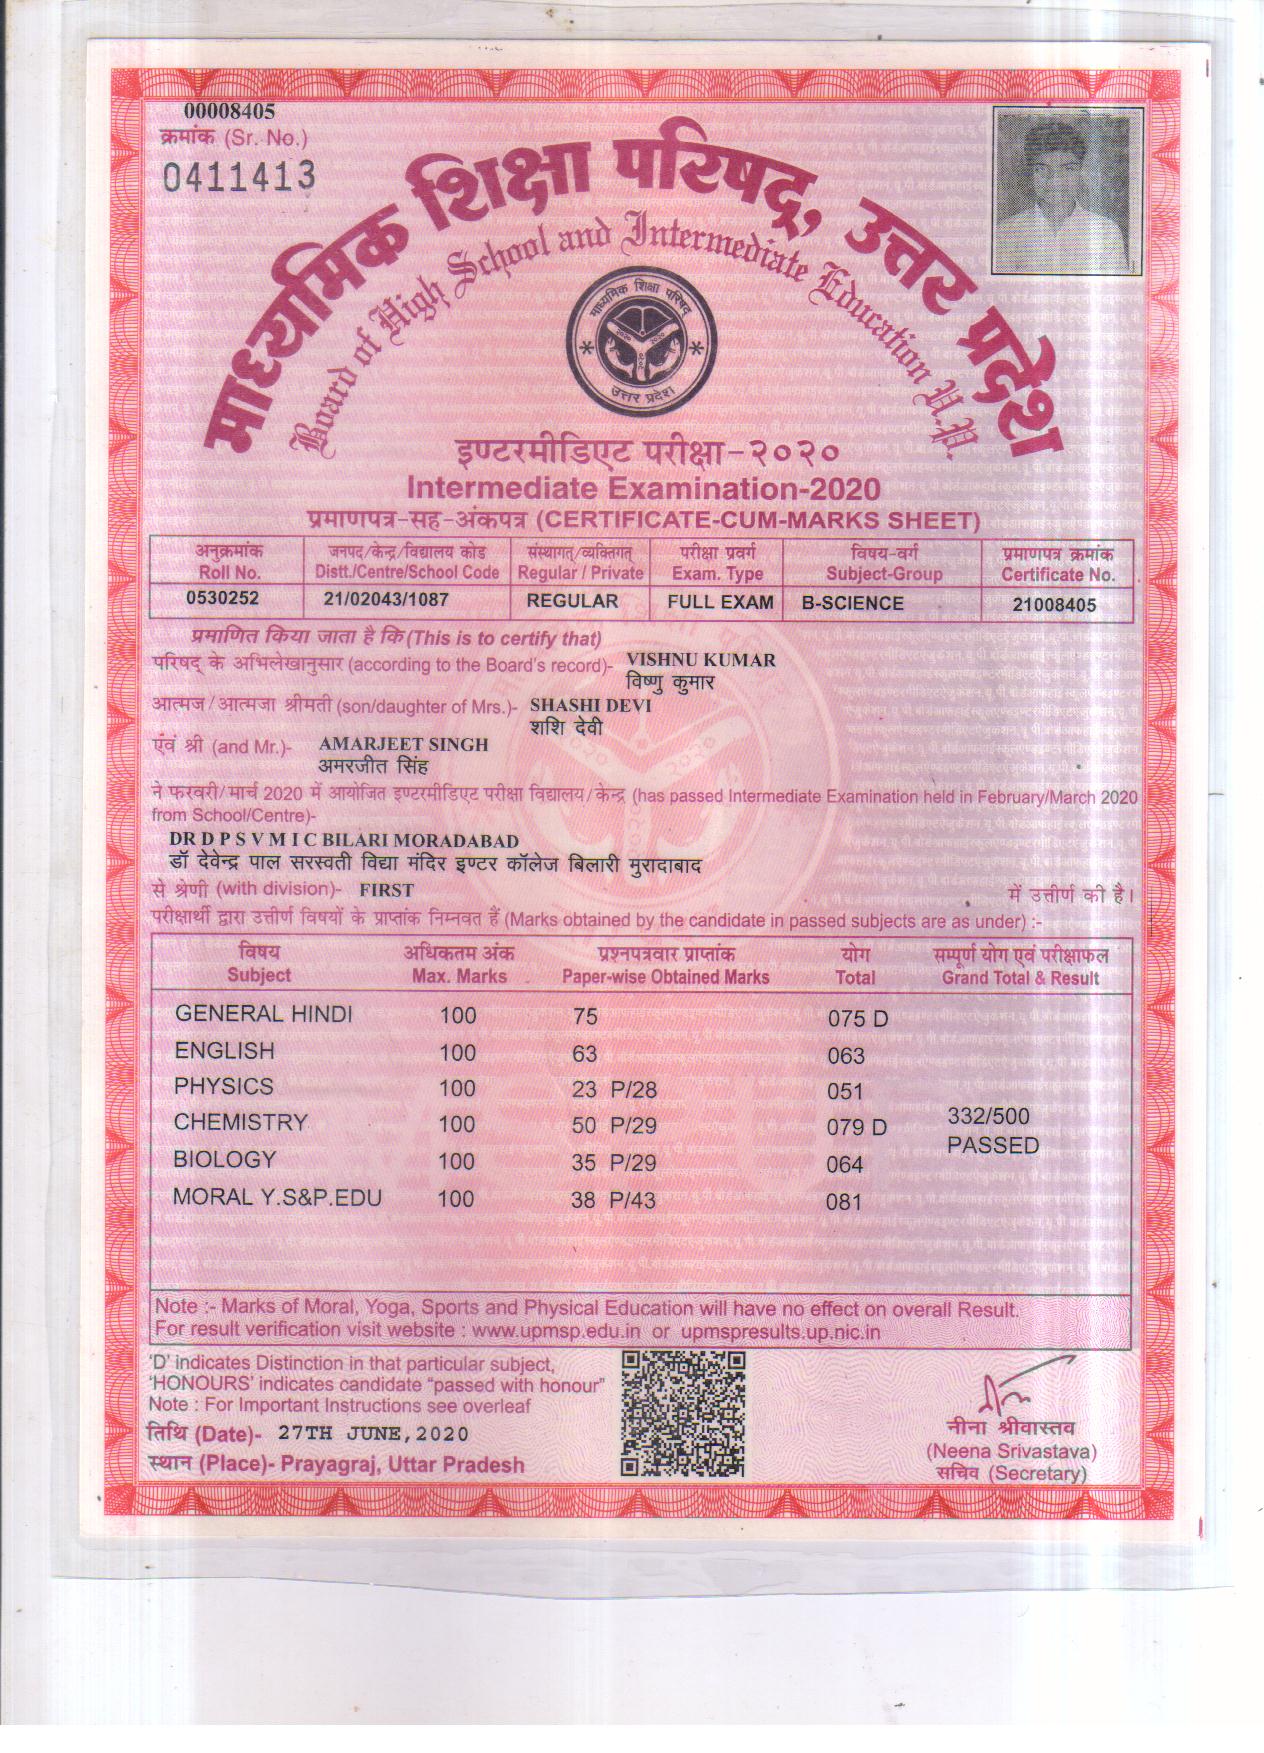 00008405
क्रमांक (Sr. No.)
0411413
माध्यमिक शिक्षा परिषद्, उत्तर प्रदेश
Board of High School and Intermediate Education U.P.
माध्यमिक शिक्षा परिषद्
उत्तर प्रदेश
इण्टरमीडिएट परीक्षा-२०२०
Intermediate Examination-2020
प्रमाणपत्र-सह-अंकपत्र (CERTIFICATE-CUM-MARKS SHEET)
अनुक्रमांक जनपद/केन्द्र/विद्यालय कोड संस्थागत्/व्यक्तिगत् परीक्षा प्रवर्ग विषय-वर्ग प्रमाणपत्र क्रमांक
Roll No. Distt./Centre/School Code Regular / Private Exam. Type Subject-Group Certificate No.
0530252 21/02043/1087 REGULAR FULL EXAM B-SCIENCE 21008405
प्रमाणित किया जाता है कि (This is to certify that)
परिषद् के अभिलेखानुसार (according to the Board's record)- VISHNU KUMAR
विष्णु कुमार
आत्मज/आत्मजा श्रीमती (son/daughter of Mrs.)- SHASHI DEVI
शशि देवी
एवं श्री (and Mr.)- AMARJEET SINGH
अमरजीत सिंह
ने फरवरी/मार्च 2020 में आयोजित इण्टरमीडिएट परीक्षा विद्यालय/केन्द्र (has passed Intermediate Examination held in February/March 2020
from School/Centre)-
DR D P S V M I C BILARI MORADABAD
डॉ देवेन्द्र पाल सरस्वती विद्या मंदिर इण्टर कॉलेज बिलारी मुरादाबाद
से श्रेणी (with division)- FIRST में उत्तीर्ण की है।
परीक्षार्थी द्वारा उत्तीर्ण विषयों के प्राप्तांक निम्नवत हैं (Marks obtained by the candidate in passed subjects are as under) :-
विषय अधिकतम अंक प्रश्नपत्रवार प्राप्तांक योग सम्पूर्ण योग एवं परीक्षाफल
Subject Max. Marks Paper-wise Obtained Marks Total Grand Total & Result
GENERAL HINDI 100 75 075 D
ENGLISH 100 63 063
PHYSICS 100 23 P/28 051
CHEMISTRY 100 50 P/29 079 D 332/500
PASSED
BIOLOGY 100 35 P/29 064
MORAL Y.S&P.EDU 100 38 P/43 081
Note :- Marks of Moral, Yoga, Sports and Physical Education will have no effect on overall Result.
For result verification visit website : www.upmsp.edu.in or upmspresults.up.nic.in
'D' indicates Distinction in that particular subject,
'HONOURS' indicates candidate "passed with honour"
Note : For Important Instructions see overleaf
तिथि (Date)- 27TH JUNE,2020
स्थान (Place)- Prayagraj, Uttar Pradesh
नीना श्रीवास्तव
(Neena Srivastava)
सचिव (Secretary)